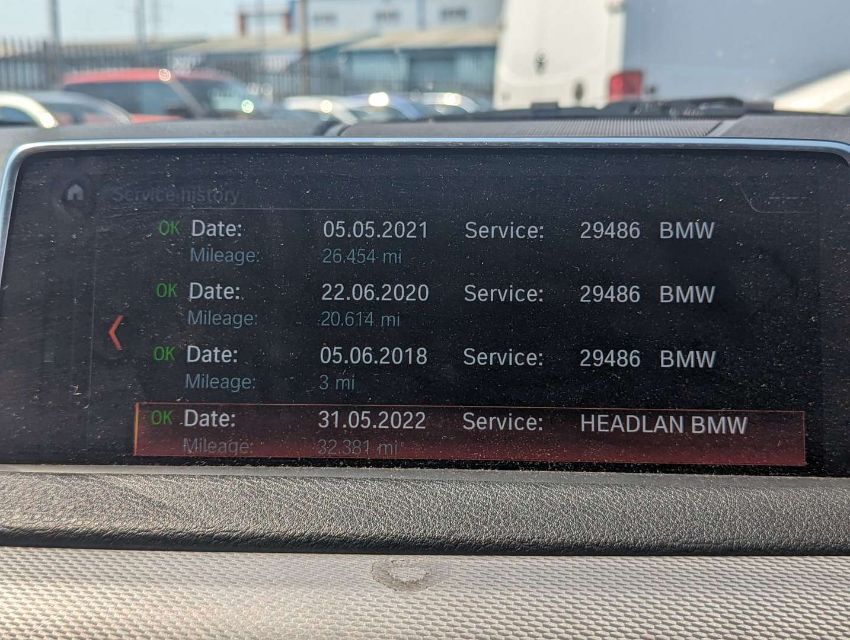 Service history
OK Date: 05.05.2021 Service: 29486 BMW
Mileage: 26.454 mi
OK Date: 22.06.2020 Service: 29486 BMW
Mileage: 20.614 mi
OK Date: 05.06.2018 Service: 29486 BMW
Mileage: 3 mi
OK Date: 31.05.2022 Service: HEADLAN BMW
Mileage: 32.381 mi